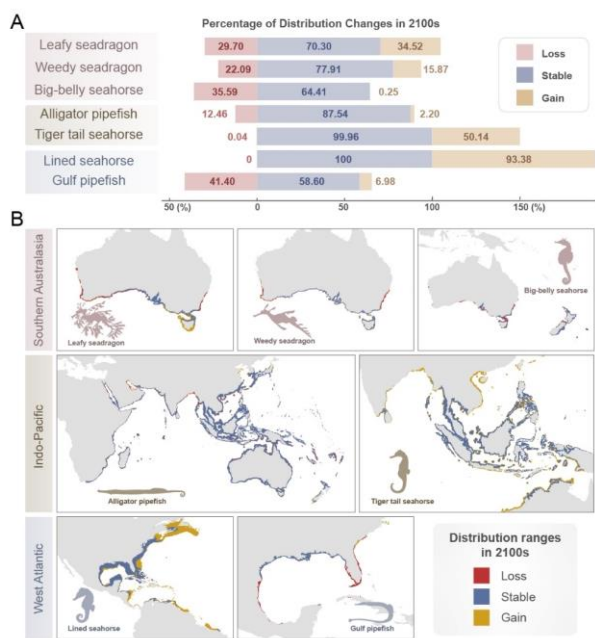 A
Percentage of Distribution Changes in 2100s
Leafy seadragon 29.70 70.30 34.52
Weedy seadragon 22.09 77.91 15.87
Big-belly seahorse 35.59 64.41 0.25
Alligator pipefish 12.46 87.54 2.20
Tiger tail seahorse 0.04 99.96 50.14
Lined seahorse 0 100 93.38
Gulf pipefish 41.40 58.60 6.98
Loss
Stable
Gain
50 (%) 0 50 100 150 (%)
B
Southern Australasia
Leafy seadragon
Weedy seadragon
Big-belly seahorse
Indo-Pacific
Alligator pipefish
Tiger tail seahorse
West Atlantic
Lined seahorse
Gulf pipefish
Distribution ranges
in 2100s
Loss
Stable
Gain